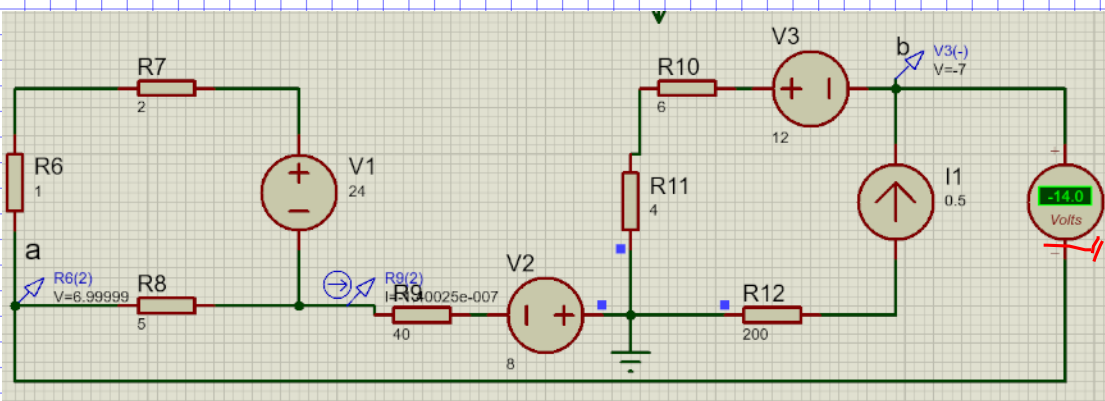 V3
b
V3(-)
V=-7
R7
R10
2
6
12
R6
1
V1
24
R11
4
I1
0.5
-14.0
Volts
a
R6(2)
V=6.99999
R8
5
R9(2)
R9
40
V2
8
R12
200